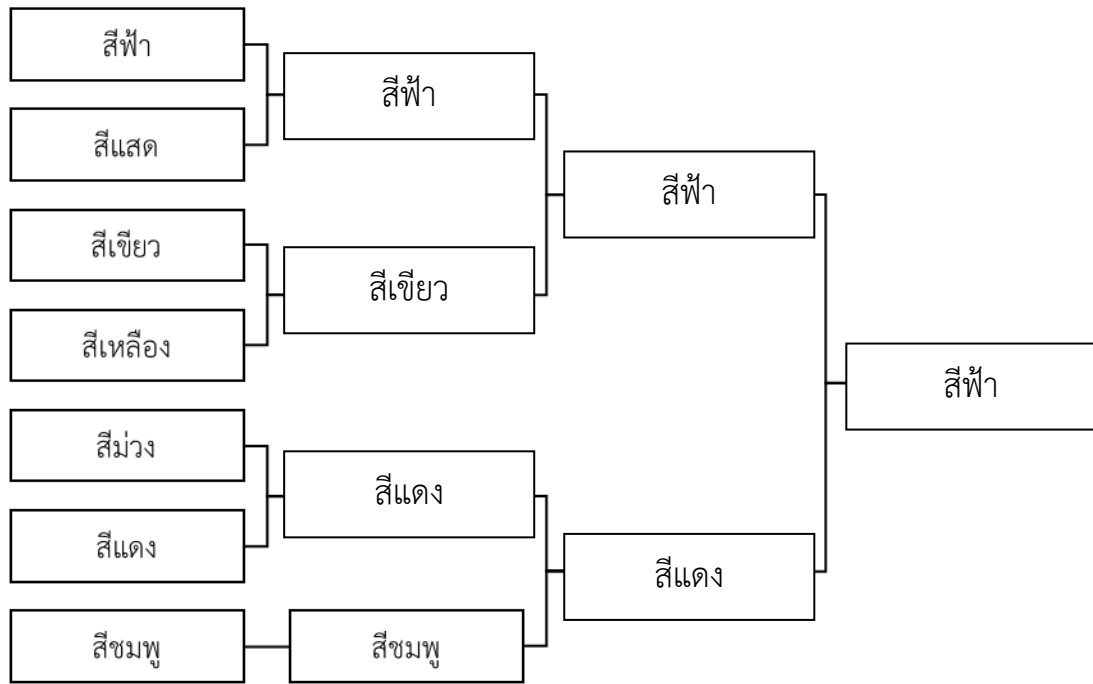 สีฟ้า
สีแสด
สีเขียว
สีเหลือง
สีม่วง
สีแดง
สีชมพู
สีฟ้า
สีเขียว
สีแดง
สีชมพู
สีฟ้า
สีแดง
สีฟ้า